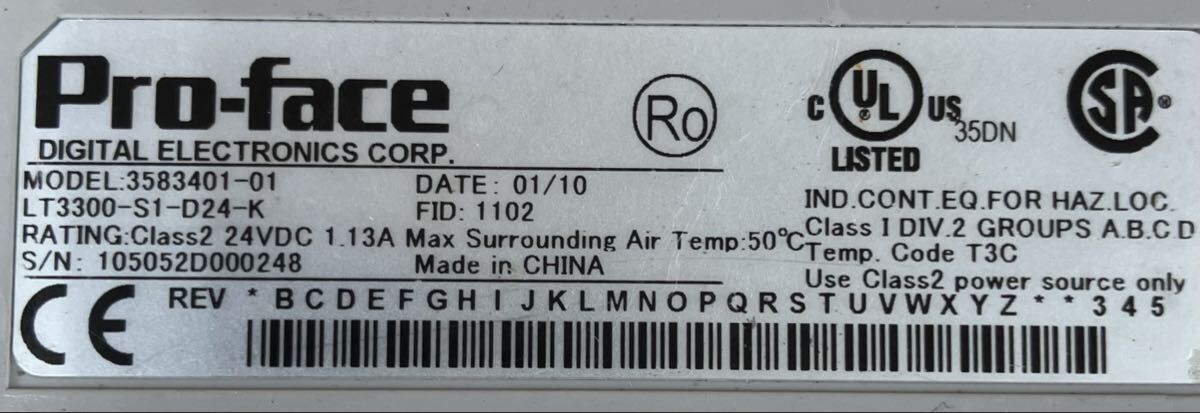 Pro-face
DIGITAL ELECTRONICS CORP.
Ro
C UL US
®
LISTED
35DN
SA ®
MODEL:3583401-01
DATE: 01/10
LT3300-S1-D24-K
FID: 1102
RATING:Class2 24VDC 1.13A Max Surrounding Air Temp:50°C
S/N: 105052D000248
Made in CHINA
IND.CONT.EQ.FOR HAZ.LOC.
Class I DIV.2 GROUPS A.B.C D
Temp. Code T3C
Use Class2 power source only
CE
REV * B C D E F G H I J K L M N O P Q R S T U V W X Y Z * * 3 4 5